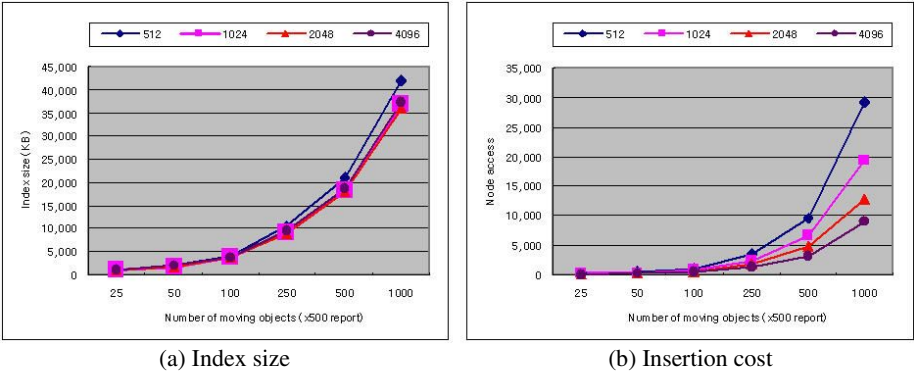 512 1024 2048 4096
45,000
40,000
35,000
30,000
25,000
20,000
15,000
10,000
5,000
0
Index size (KB)
25 50 100 250 500 1000
Number of moving objects (x500 report)
(a) Index size
512 1024 2048 4096
35,000
30,000
25,000
20,000
15,000
10,000
5,000
0
Node access
25 50 100 250 500 1000
Number of moving objects (x500 report)
(b) Insertion cost